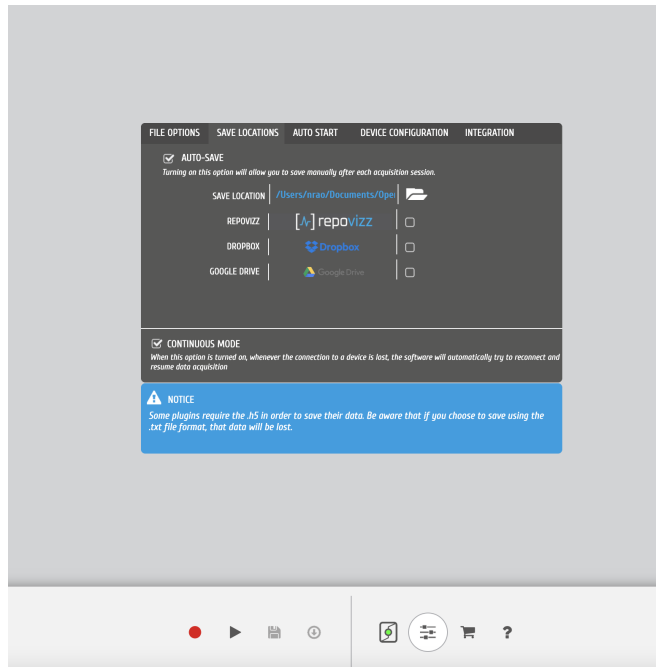 FILE OPTIONS SAVE LOCATIONS AUTO START DEVICE CONFIGURATION INTEGRATION
AUTO-SAVE
Turning on this option will allow you to save manually after each acquisition session.
SAVE LOCATION /Users/nrao/Documents/Ope
REPOVIZZ [] repovizz
DROPBOX Dropbox
GOOGLE DRIVE Google Drive
CONTINUOUS MODE
When this option is turned on, whenever the connection to a device is lost, the software will automatically try to reconnect and
resume data acquisition
NOTICE
Some plugins require the .h5 in order to save their data. Be aware that if you choose to save using the
.txt file format, that data will be lost.
?